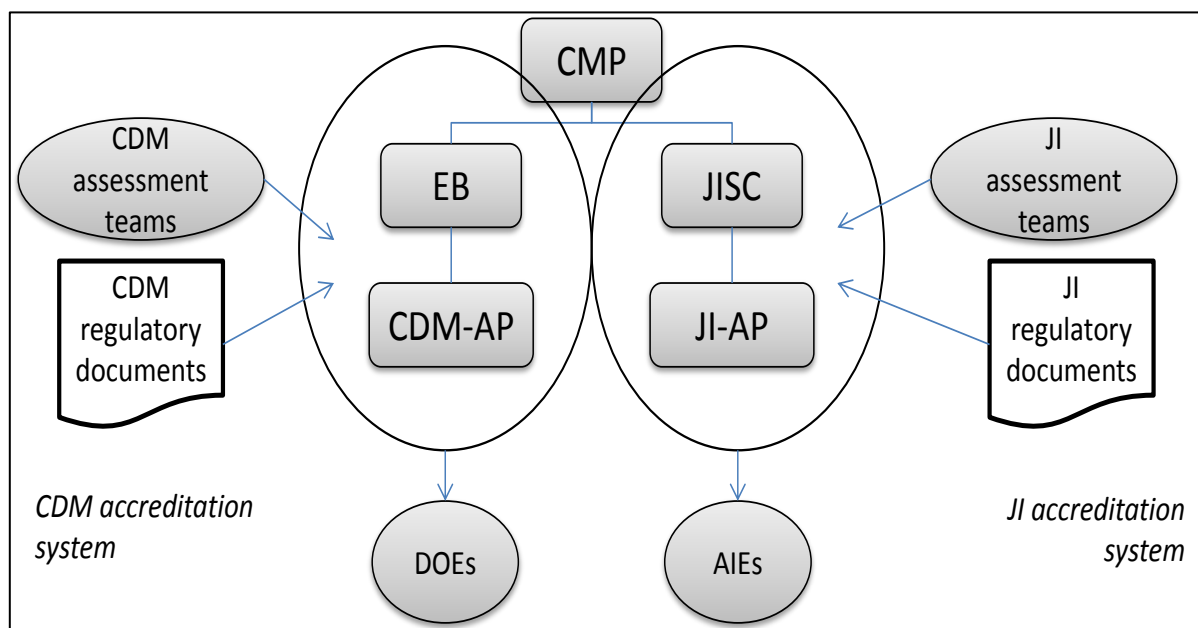 CMP
CDM
assessment
teams
EB
JISC
JI
assessment
teams
CDM
regulatory
documents
CDM-AP
JI-AP
JI
regulatory
documents
CDM accreditation
system
DOEs
AIEs
JI accreditation
system